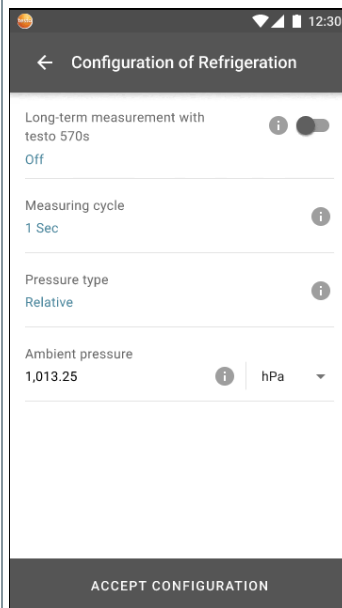 testo
12:30
Configuration of Refrigeration
Long-term measurement with
testo 570s
Off
Measuring cycle
1 Sec
Pressure type
Relative
Ambient pressure
1,013.25 hPa
ACCEPT CONFIGURATION